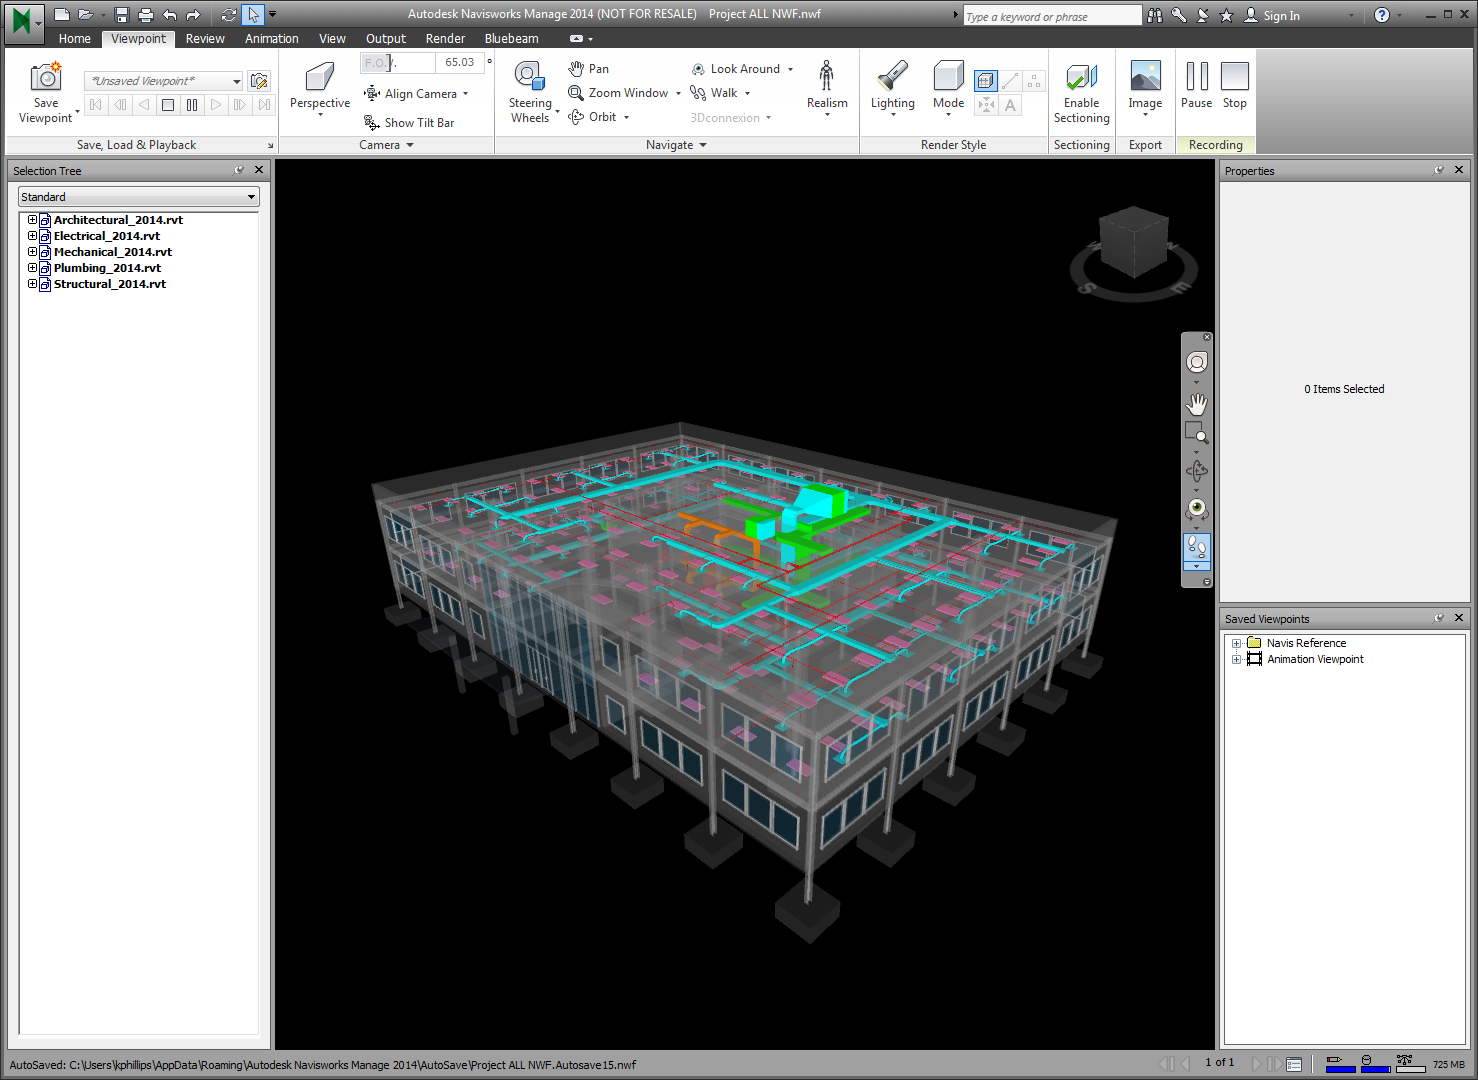 Autodesk Navisworks Manage 2014 (NOT FOR RESALE) Project ALL NWF.nwf
Type a keyword or phrase
Sign In
Home Viewpoint Review Animation View Output Render Bluebeam
Save Viewpoint
*Unsaved Viewpoint*
Save, Load & Playback
Perspective
F.O.V. 65.03 °
Align Camera
Show Tilt Bar
Camera
Steering Wheels
Pan
Zoom Window
Orbit
Look Around
Walk
3Dconnexion
Realism
Navigate
Lighting
Mode
A
Render Style
Enable Sectioning
Sectioning
Image
Export
Pause
Stop
Recording
Selection Tree
Standard
Architectural_2014.rvt
Electrical_2014.rvt
Mechanical_2014.rvt
Plumbing_2014.rvt
Structural_2014.rvt
W N
S E
Properties
0 Items Selected
Saved Viewpoints
Navis Reference
Animation Viewpoint
AutoSaved: C:\Users\kphillips\AppData\Roaming\Autodesk Navisworks Manage 2014\AutoSave\Project ALL NWF.Autosave15.nwf
1 of 1
725 MB